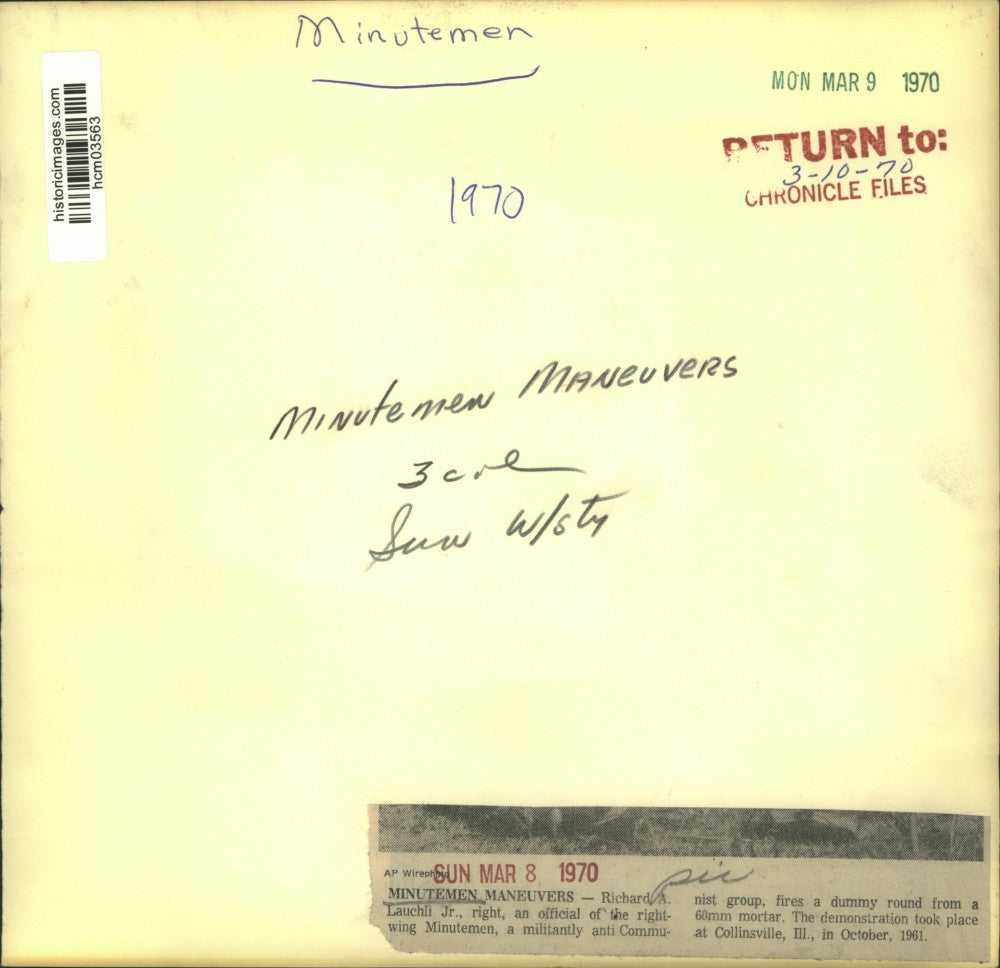 Minutemen
historicimages.com
hcm03563
MON MAR 9 1970
RETURN to:
3-10-70
CHRONICLE FILES
1970
Minutemen Maneuvers
3 col
Sun W/sty
AP Wirephoto
SUN MAR 8 1970
pic
MINUTEMEN MANEUVERS — Richard A.
Lauchli Jr., right, an official of the right-
wing Minutemen, a militantly anti-Commu-
nist group, fires a dummy round from a
60mm mortar. The demonstration took place
at Collinsville, Ill., in October, 1961.